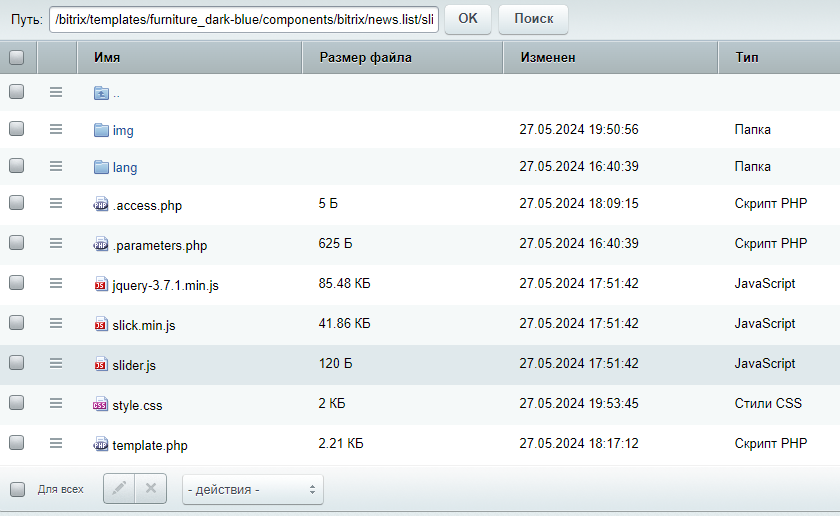 Путь: /bitrix/templates/furniture_dark-blue/components/bitrix/news.list/sli OK Поиск
Имя Размер файла Изменен Тип
..
img 27.05.2024 19:50:56 Папка
lang 27.05.2024 16:40:39 Папка
.access.php 5 Б 27.05.2024 18:09:15 Скрипт PHP
.parameters.php 625 Б 27.05.2024 16:40:39 Скрипт PHP
jquery-3.7.1.min.js 85.48 КБ 27.05.2024 17:51:42 JavaScript
slick.min.js 41.86 КБ 27.05.2024 17:51:42 JavaScript
slider.js 120 Б 27.05.2024 17:51:42 JavaScript
style.css 2 КБ 27.05.2024 19:53:45 Стили CSS
template.php 2.21 КБ 27.05.2024 18:17:12 Скрипт PHP
Для всех - действия -